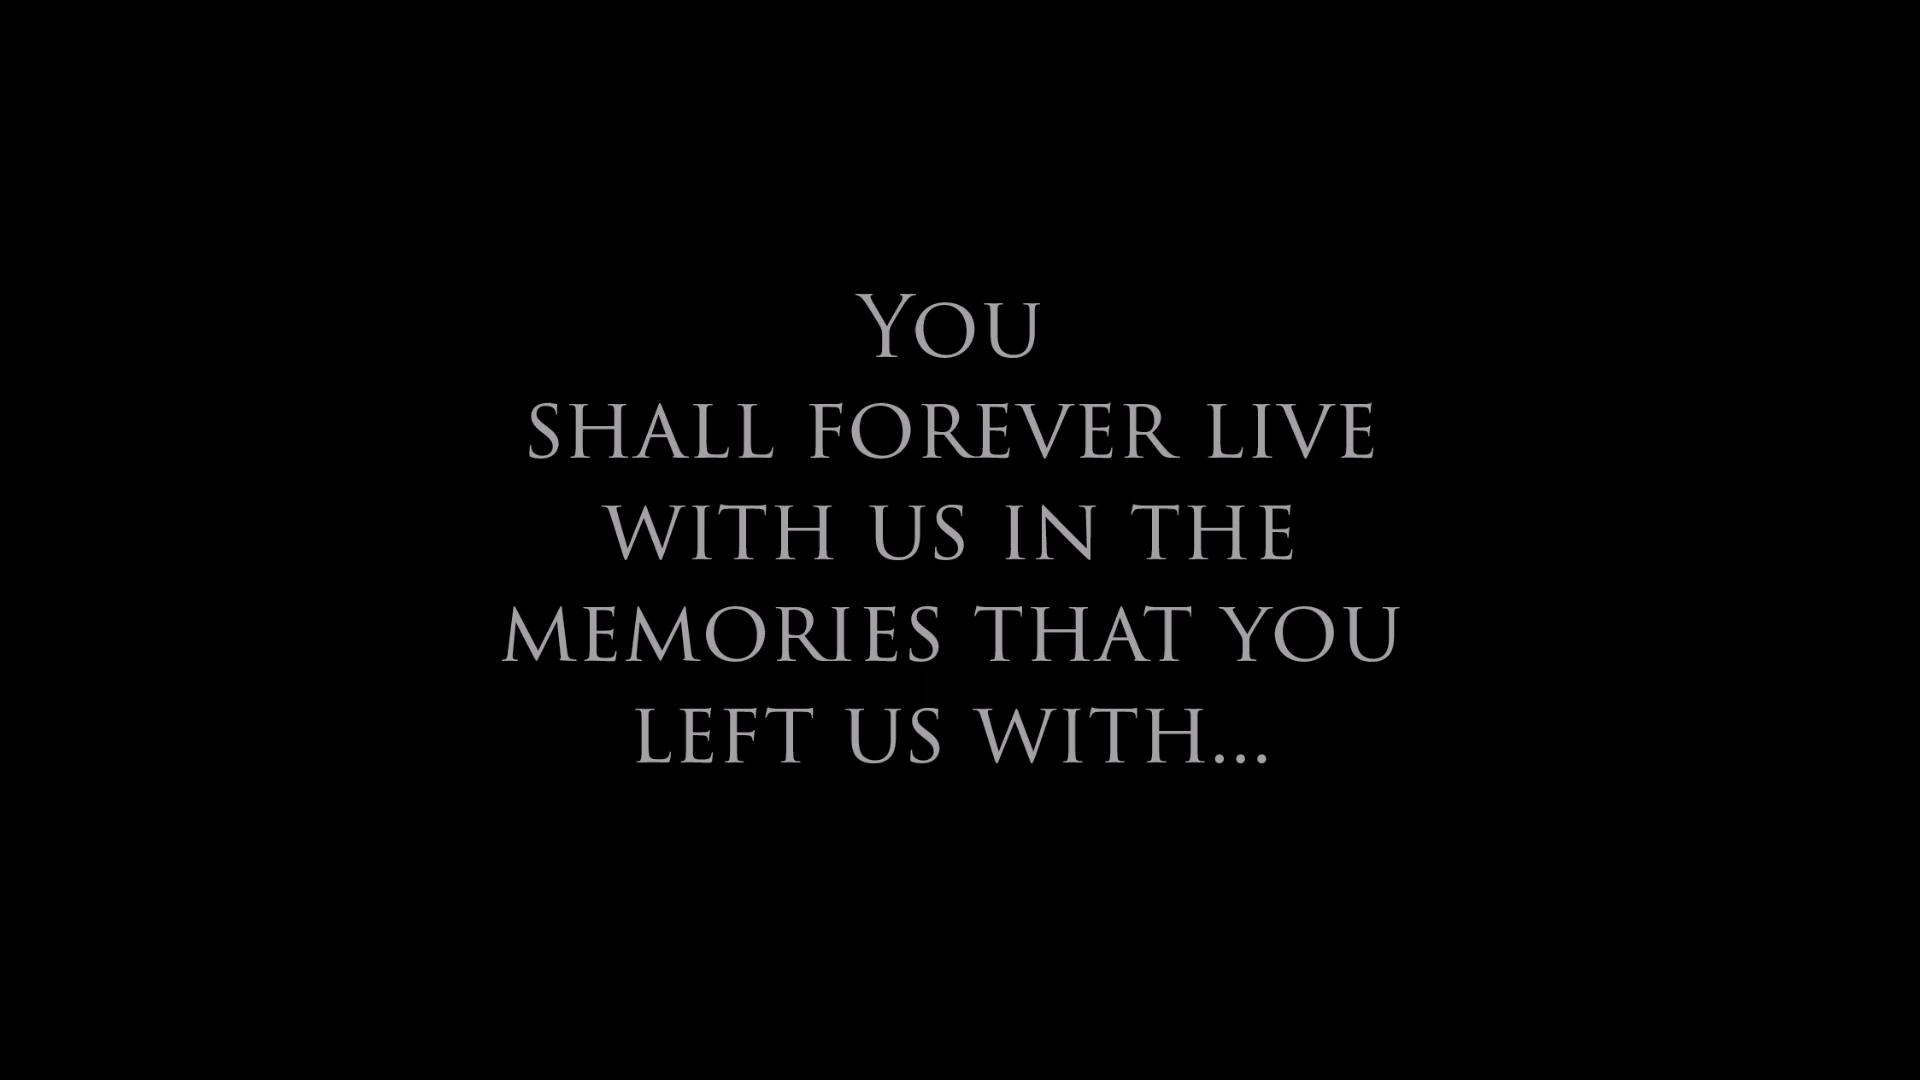 You
shall forever live
with us in the
memories that you
left us with...